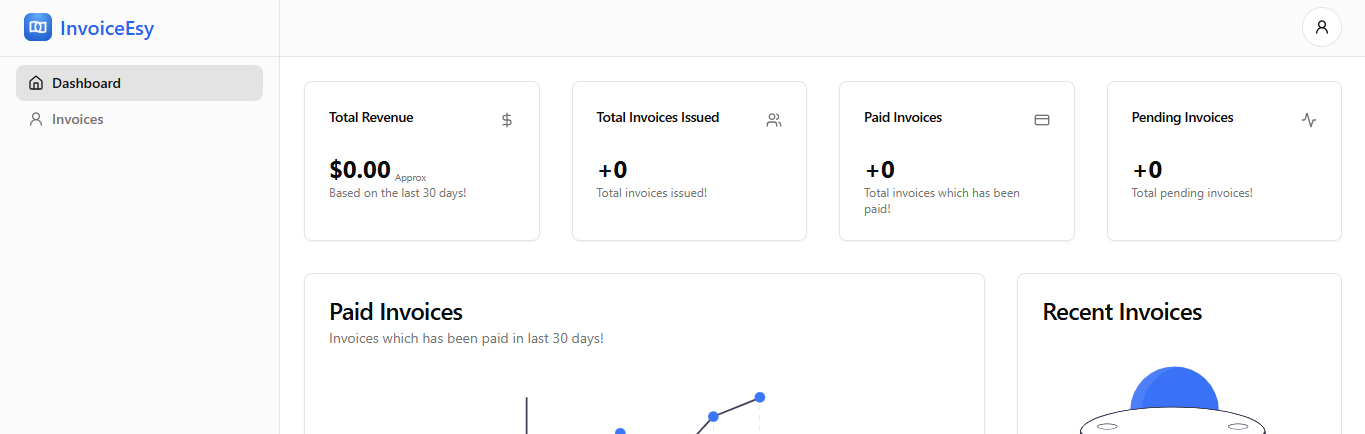 InvoiceEsy
Dashboard
Invoices
Total Revenue
$0.00 Approx
Based on the last 30 days!
Total Invoices Issued
+0
Total invoices issued!
Paid Invoices
+0
Total invoices which has been
paid!
Pending Invoices
+0
Total pending invoices!
Paid Invoices
Invoices which has been paid in last 30 days!
Recent Invoices